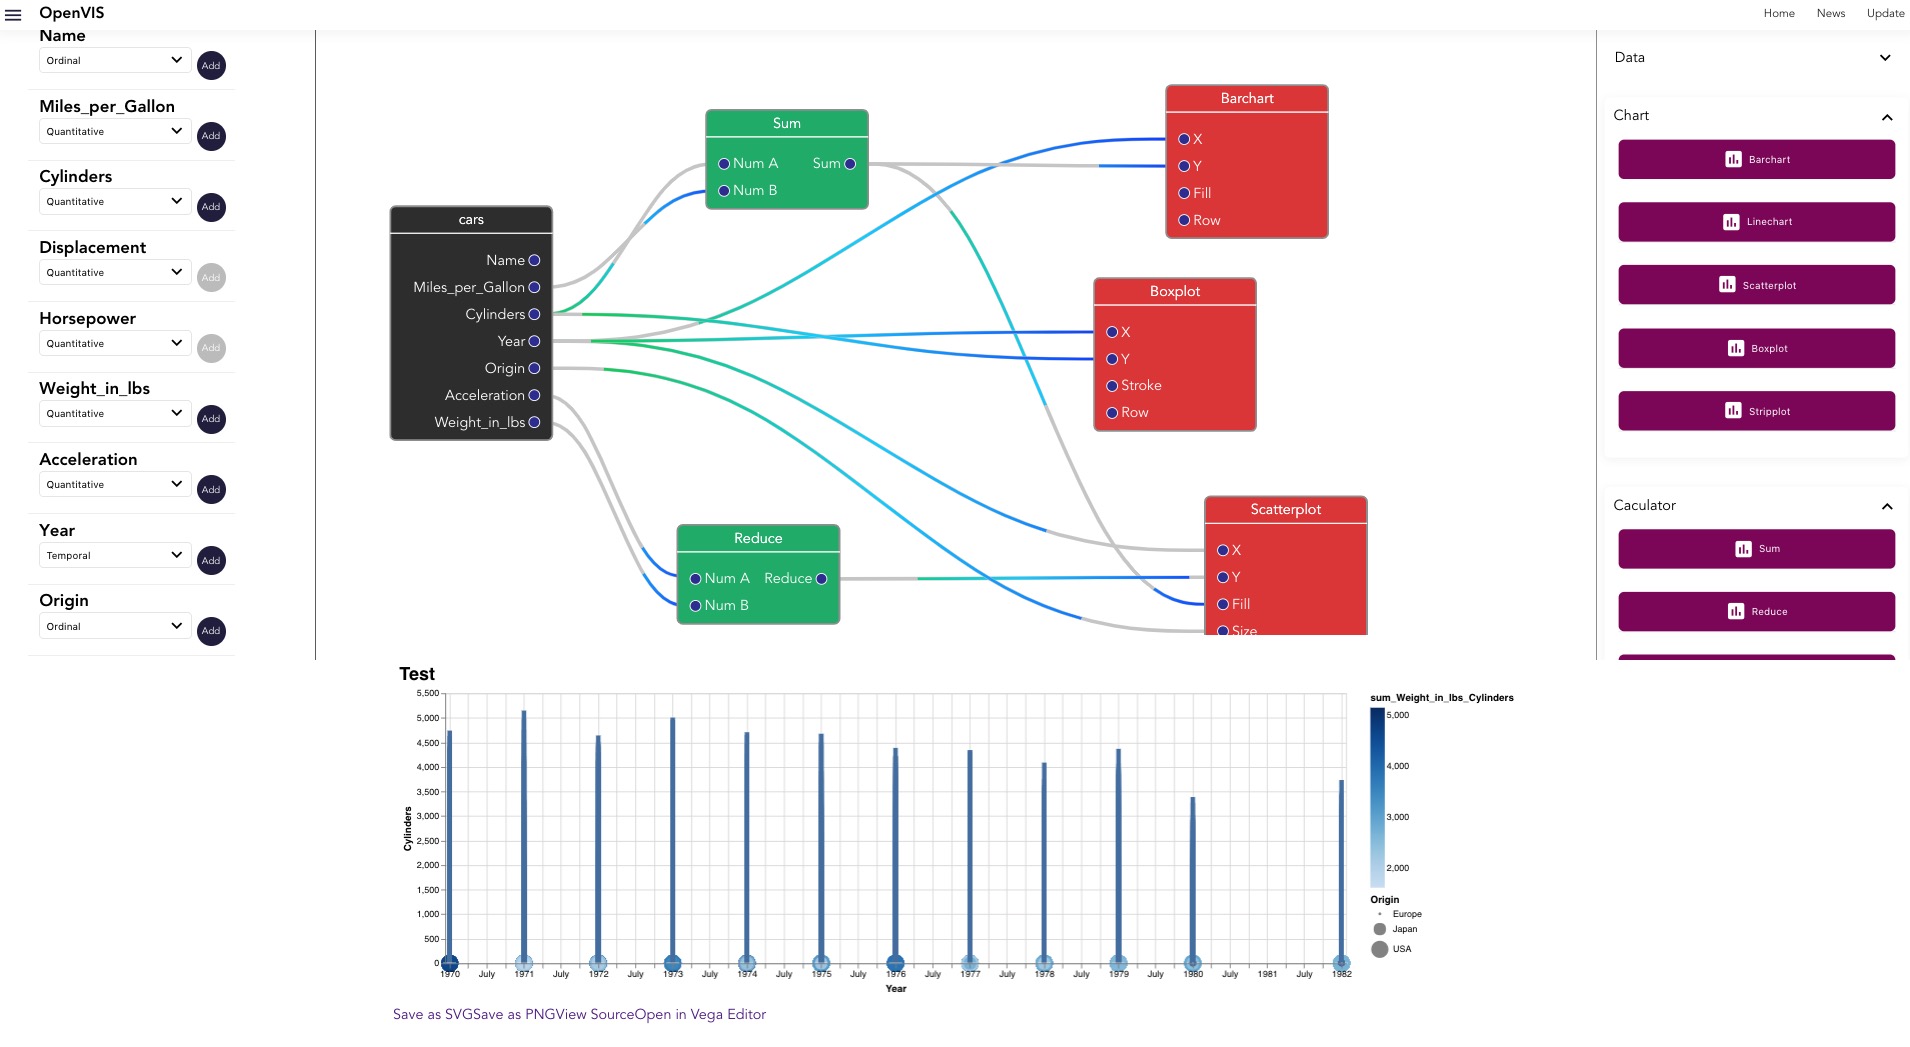 OpenVIS
Home News Update
Name
Ordinal Add
Miles_per_Gallon
Quantitative Add
Cylinders
Quantitative Add
Displacement
Quantitative Add
Horsepower
Quantitative Add
Weight_in_lbs
Quantitative Add
Acceleration
Quantitative Add
Year
Temporal Add
Origin
Ordinal Add
cars
Name
Miles_per_Gallon
Cylinders
Year
Origin
Acceleration
Weight_in_lbs
Sum
Num A Sum
Num B
Reduce
Num A Reduce
Num B
Barchart
X
Y
Fill
Row
Boxplot
X
Y
Stroke
Row
Scatterplot
X
Y
Fill
Size
Data
Chart
Barchart
Linechart
Scatterplot
Boxplot
Stripplot
Caculator
Sum
Reduce
Test
5,500
5,000
4,500
4,000
3,500
3,000
2,500
2,000
1,500
1,000
500
0
Cylinders
1970 July 1971 July 1972 July 1973 July 1974 July 1975 July 1976 July 1977 July 1978 July 1979 July 1980 July 1981 July 1982
Year
sum_Weight_in_lbs_Cylinders
5,000
4,000
3,000
2,000
Origin
Europe
Japan
USA
Save as SVGSave as PNGView SourceOpen in Vega Editor